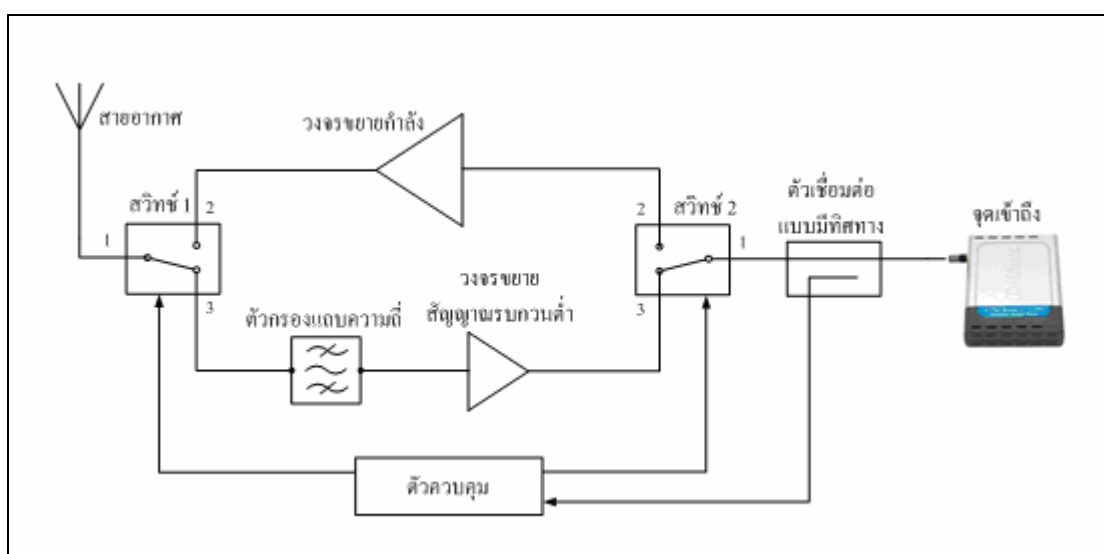 สายอากาศ
วงจรขยายกำลัง
สวิทช์ 1
2
1
3
2
สวิทช์ 2
1
3
ตัวเชื่อมต่อ
แบบมีทิศทาง
จุดเข้าถึง
วงจรขยาย
สัญญาณรบกวนต่ำ
ตัวกรองแถบความถี่
ตัวควบคุม